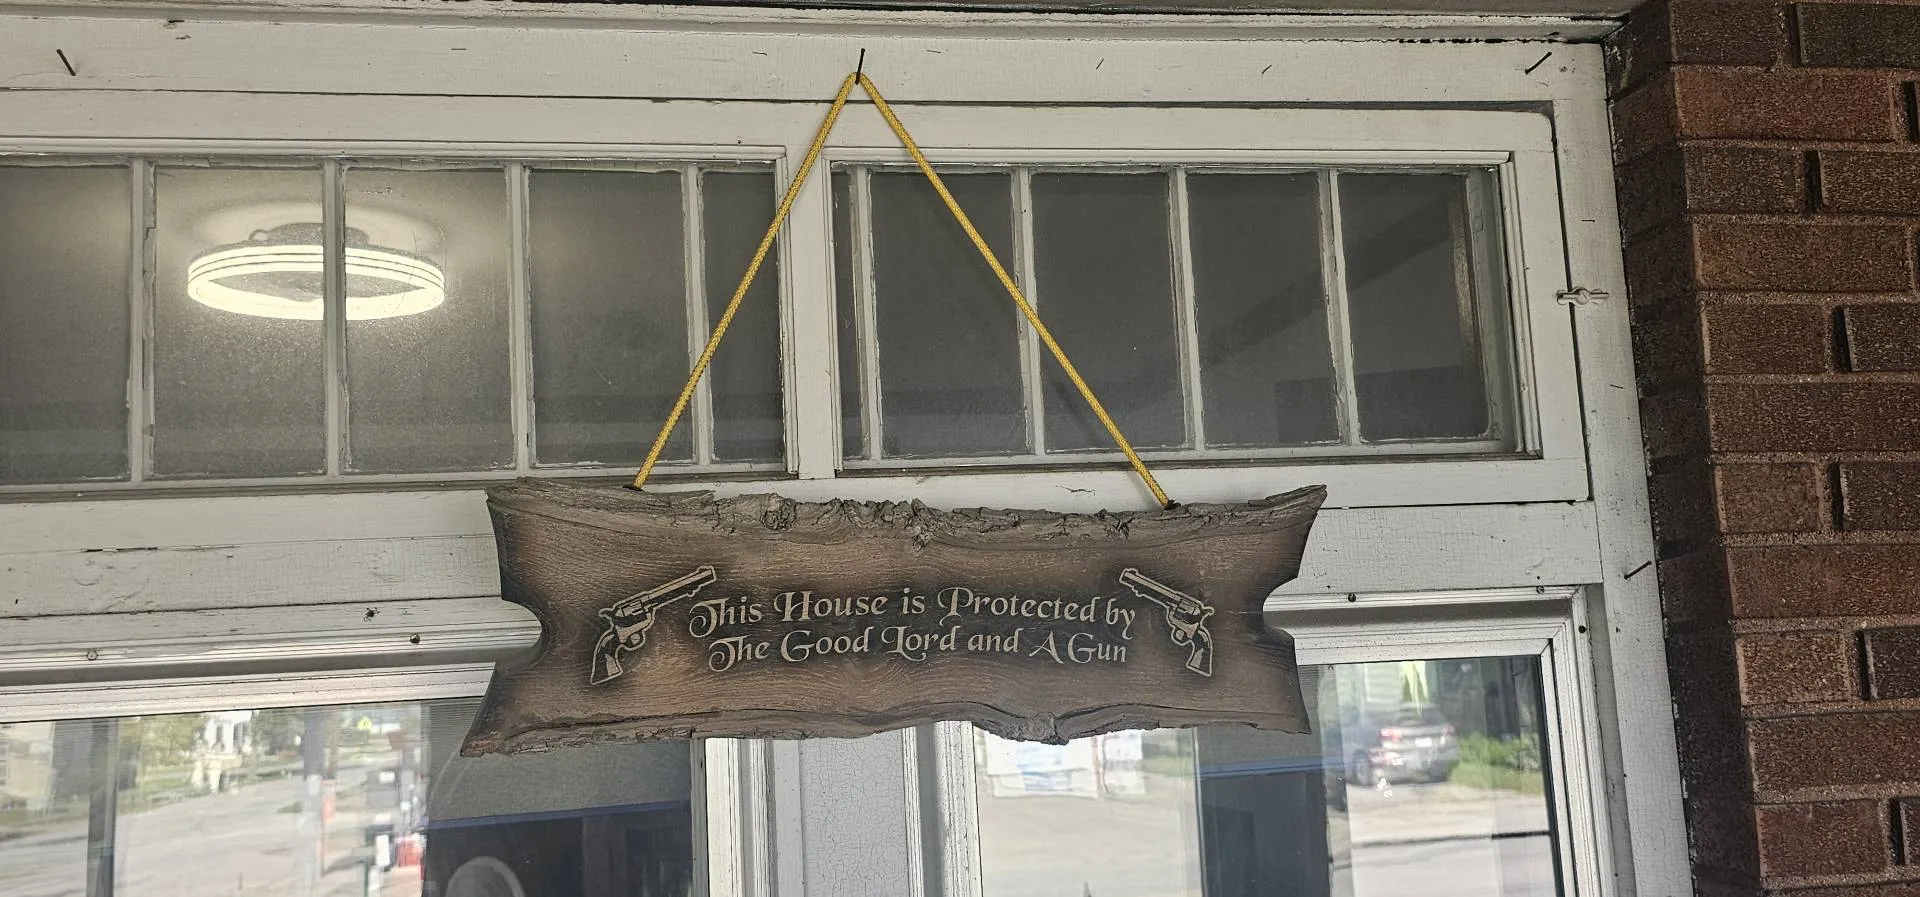 This House is Protected by
The Good Lord and A Gun